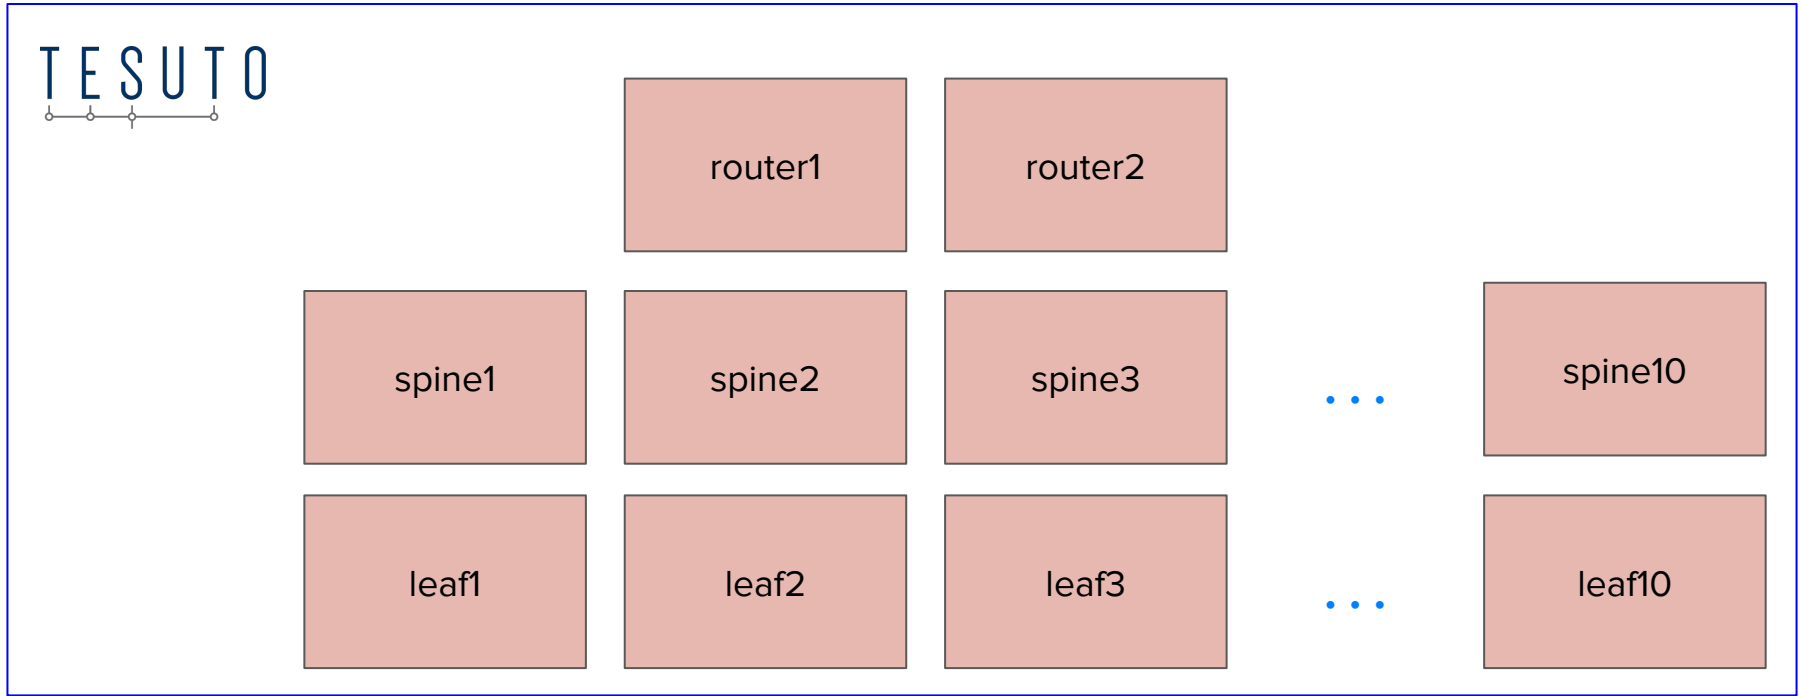 TESUTO
router1 router2
spine1 spine2 spine3 ... spine10
leaf1 leaf2 leaf3 ... leaf10